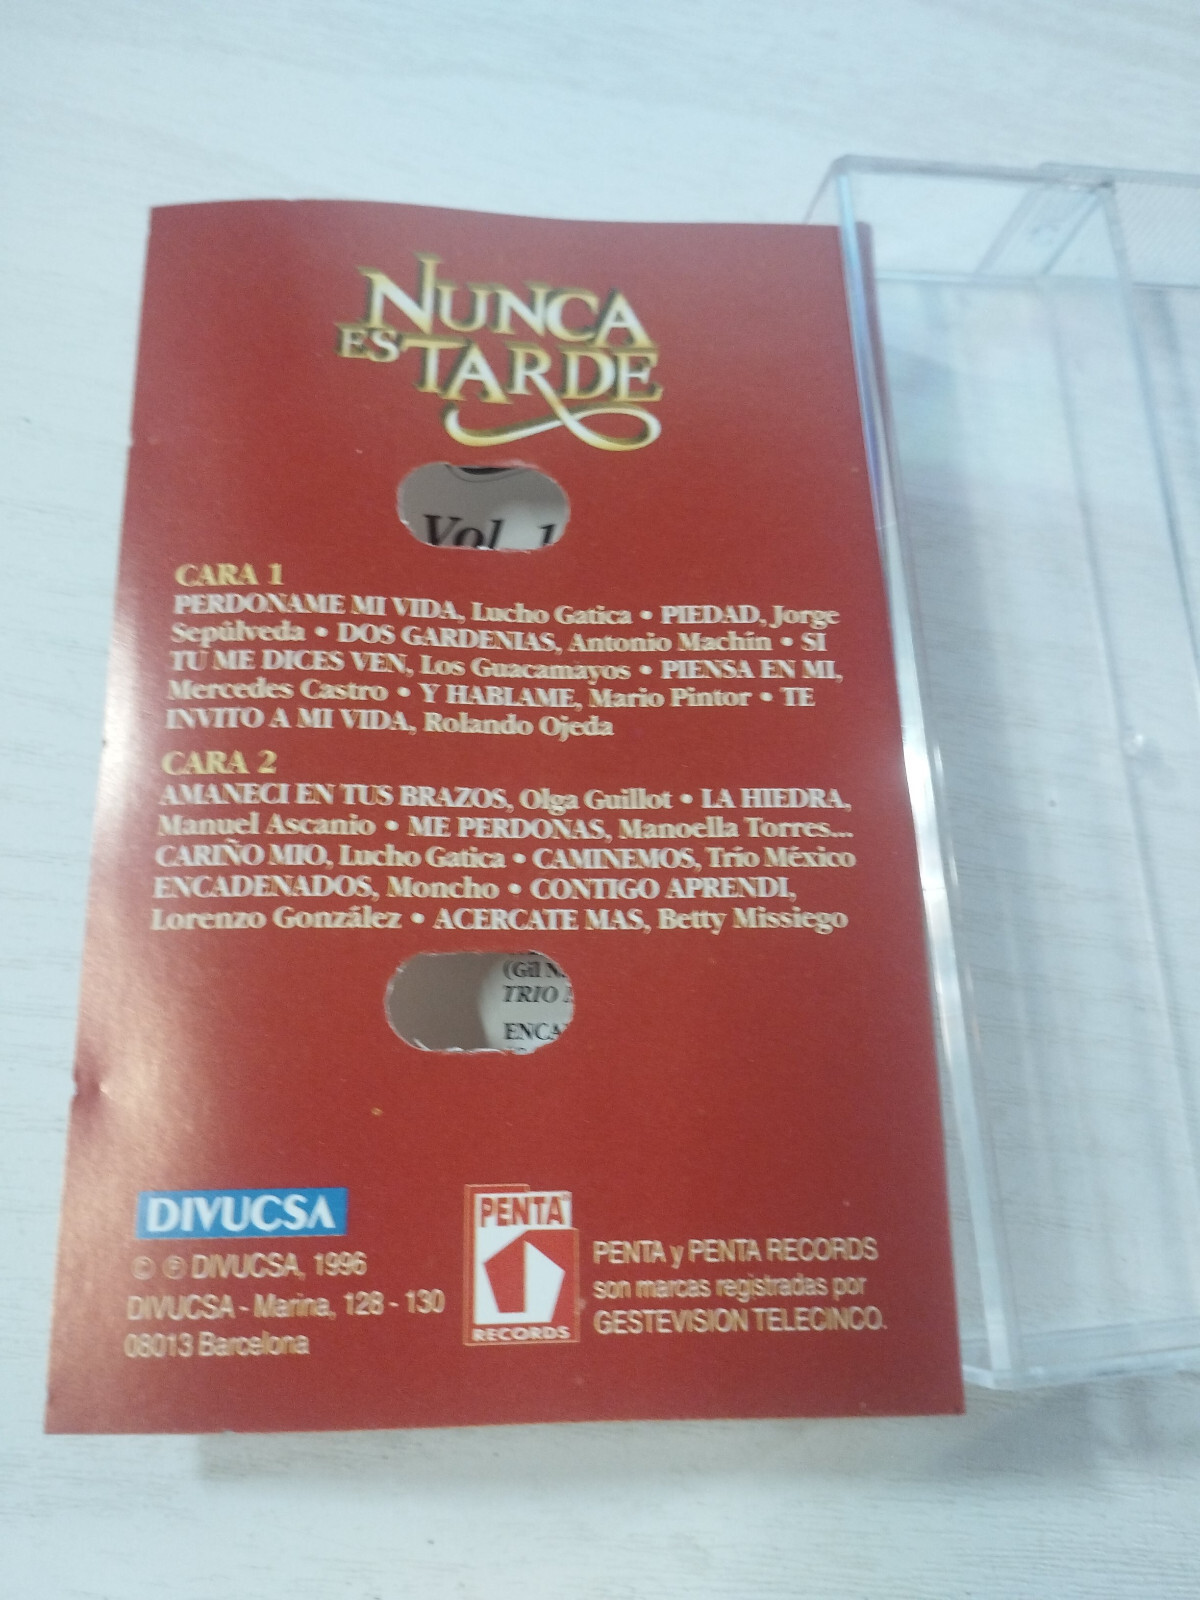 NUNCA
ES TARDE
Vol. 1
CARA 1
PERDONAME MI VIDA, Lucho Gatica • PIEDAD, Jorge
Sepúlveda • DOS GARDENIAS, Antonio Machín • SI
TU ME DICES VEN, Los Guacamayos • PIENSA EN MI,
Mercedes Castro • Y HABLAME, Mario Pintor • TE
INVITO A MI VIDA, Rolando Ojeda
CARA 2
AMANECI EN TUS BRAZOS, Olga Guillot • LA HIEDRA,
Manuel Ascanio • ME PERDONAS, Manoella Torres...
CARIÑO MIO, Lucho Gatica • CAMINEMOS, Trío México
ENCADENADOS, Moncho • CONTIGO APRENDI,
Lorenzo González • ACERCATE MAS, Betty Missiego
(Gil N.
TRIO
ENCA
DIVUCSA
© ℗ DIVUCSA, 1996
DIVUCSA - Marina, 128 - 130
08013 Barcelona
PENTA
1
RECORDS
PENTA y PENTA RECORDS
son marcas registradas por
GESTEVISION TELECINCO.